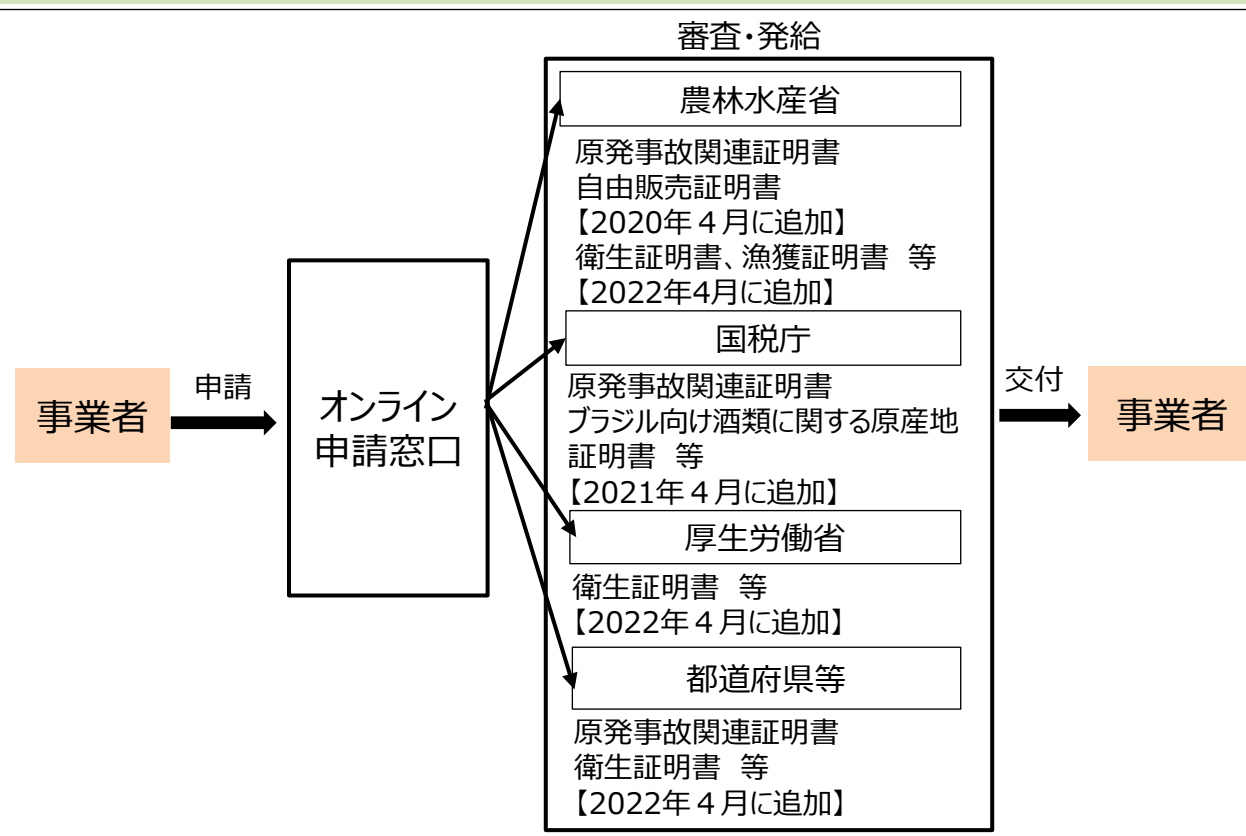 審査・発給
農林水産省
原発事故関連証明書
自由販売証明書
【2020年４月に追加】
衛生証明書、漁獲証明書　等
【2022年4月に追加】
国税庁
原発事故関連証明書
ブラジル向け酒類に関する原産地
証明書　等
【2021年４月に追加】
厚生労働省
衛生証明書　等
【2022年４月に追加】
都道府県等
原発事故関連証明書
衛生証明書　等
【2022年４月に追加】
事業者
申請
オンライン
申請窓口
交付
事業者